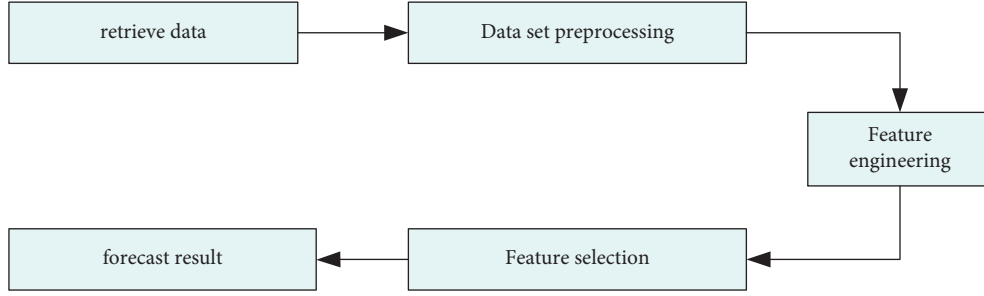 retrieve data
Data set preprocessing
Feature
engineering
Feature selection
forecast result